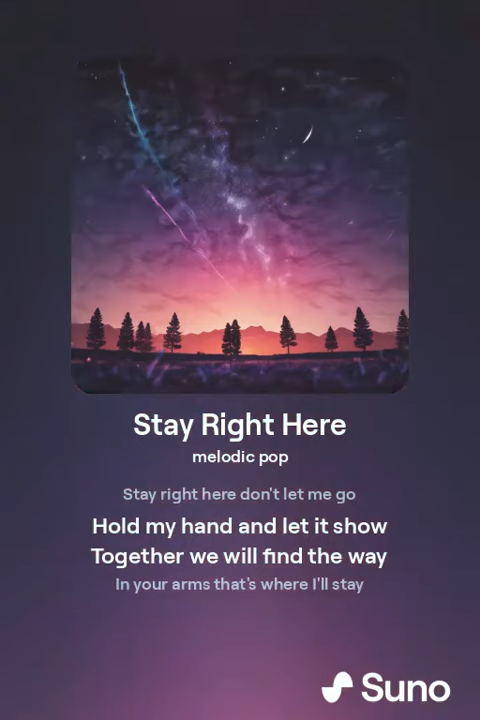 Stay Right Here
melodic pop
Stay right here don't let me go
Hold my hand and let it show
Together we will find the way
In your arms that's where I'll stay
Suno